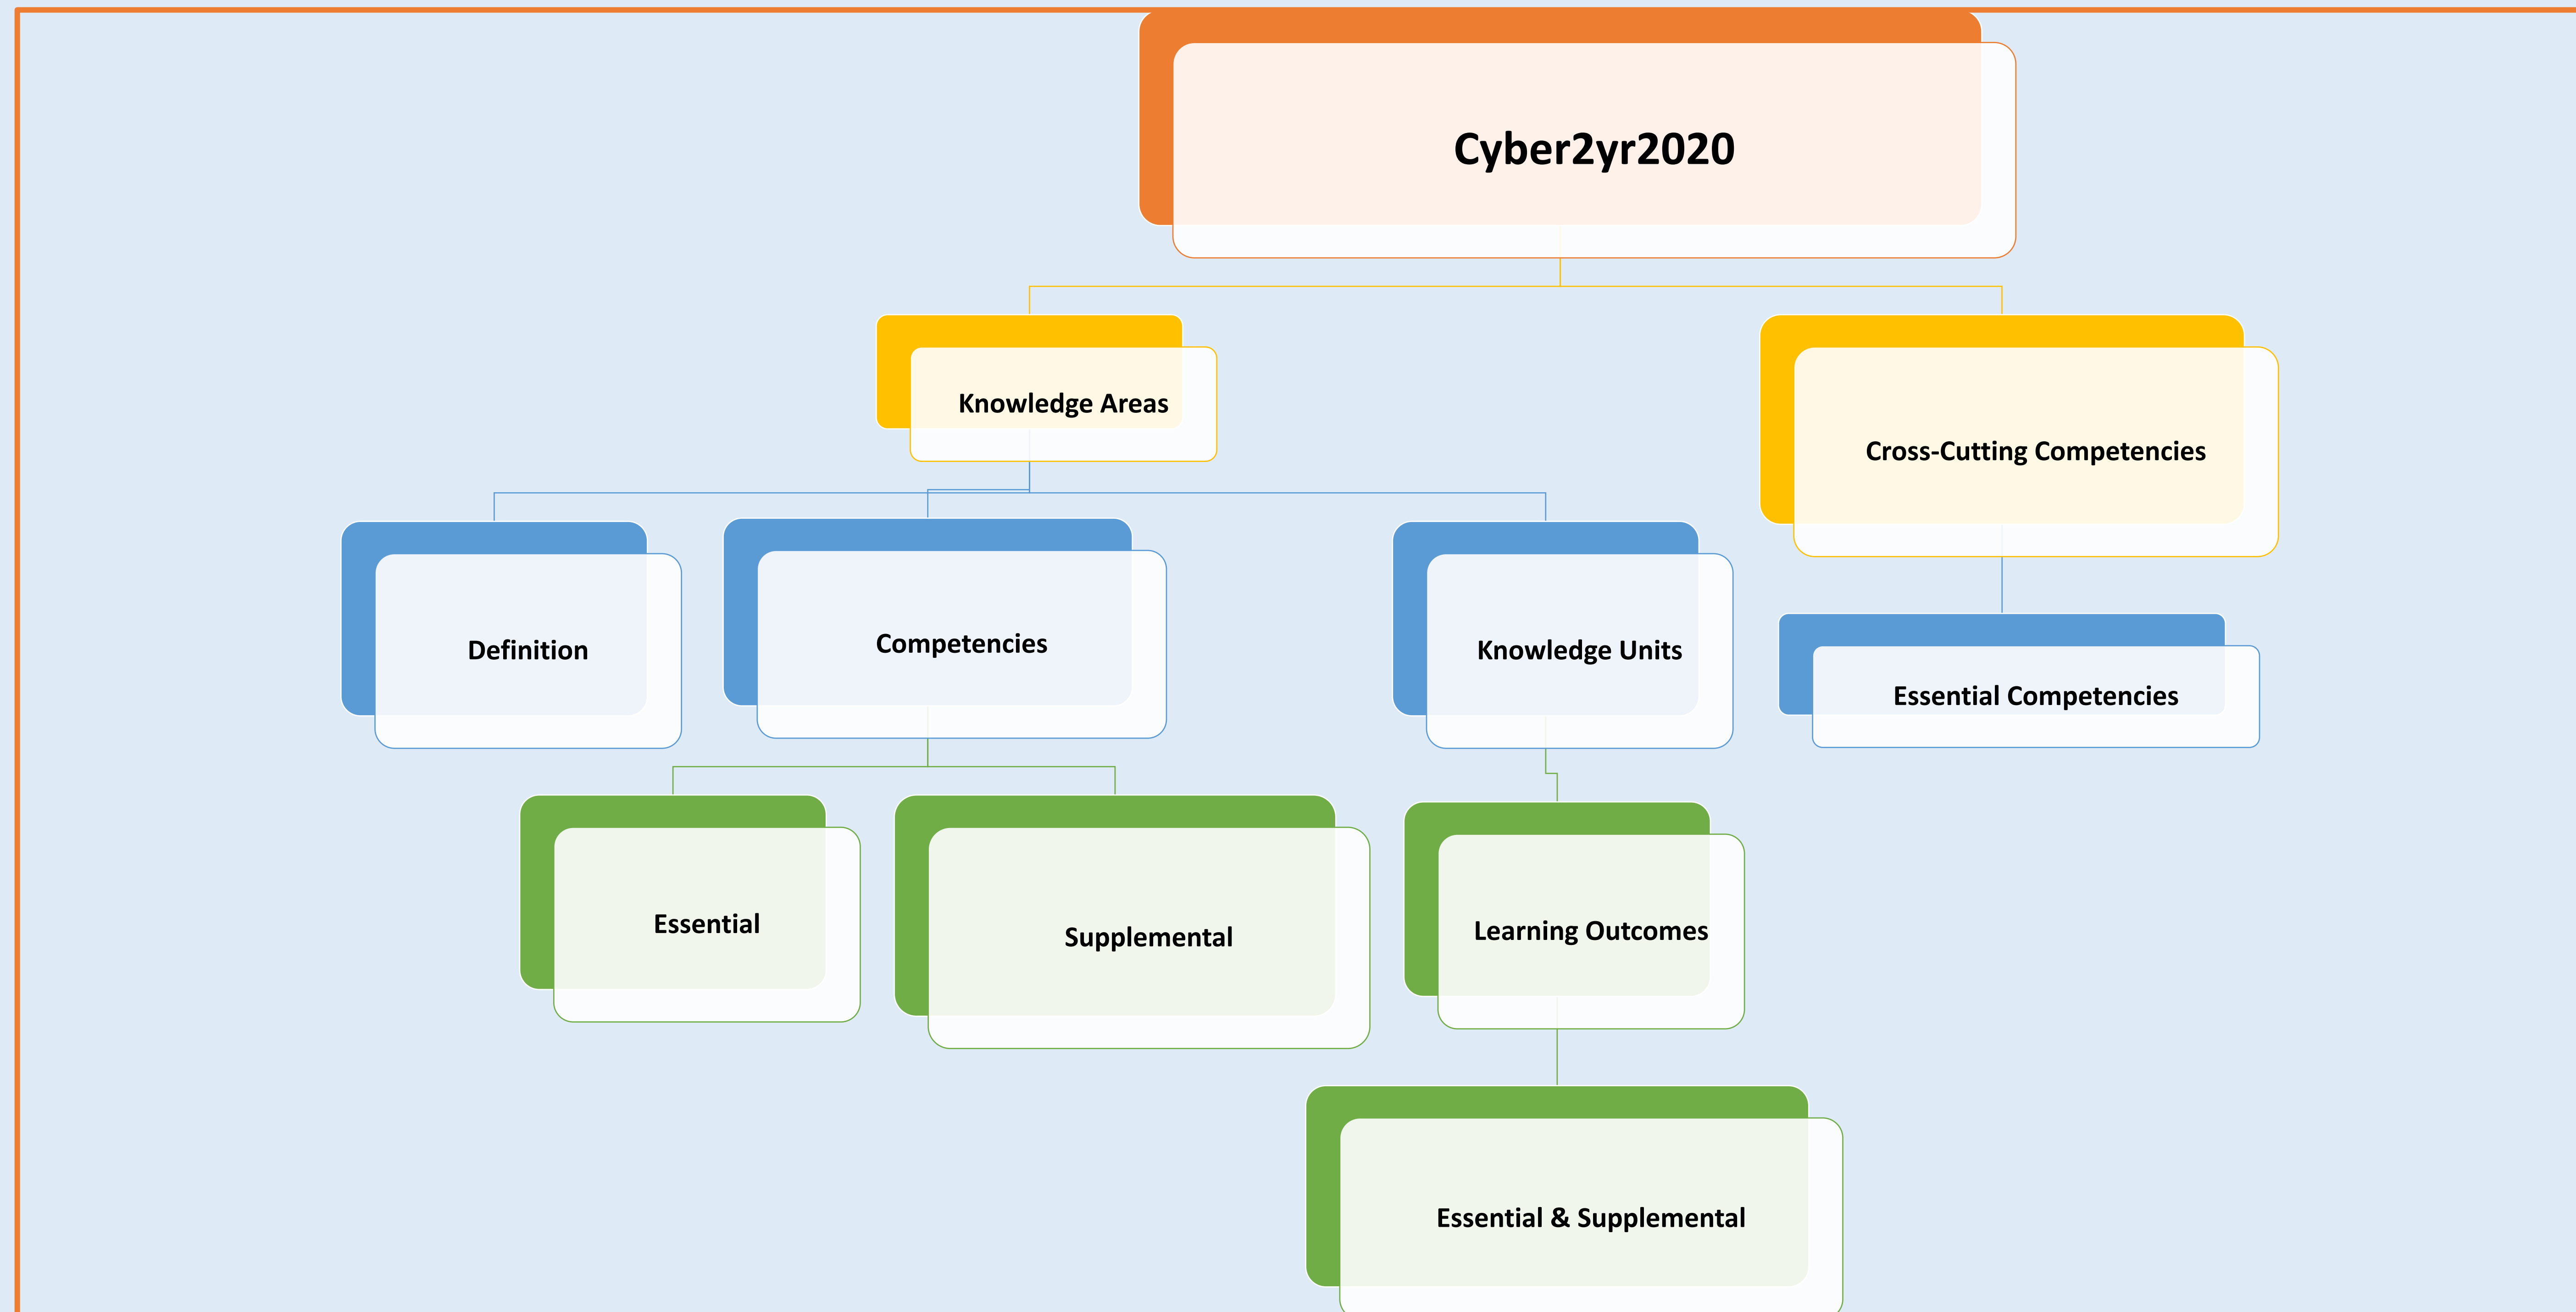 Cyber2yr2020
Knowledge Areas
Cross-Cutting Competencies
Definition
Competencies
Knowledge Units
Essential Competencies
Essential
Supplemental
Learning Outcomes
Essential & Supplemental